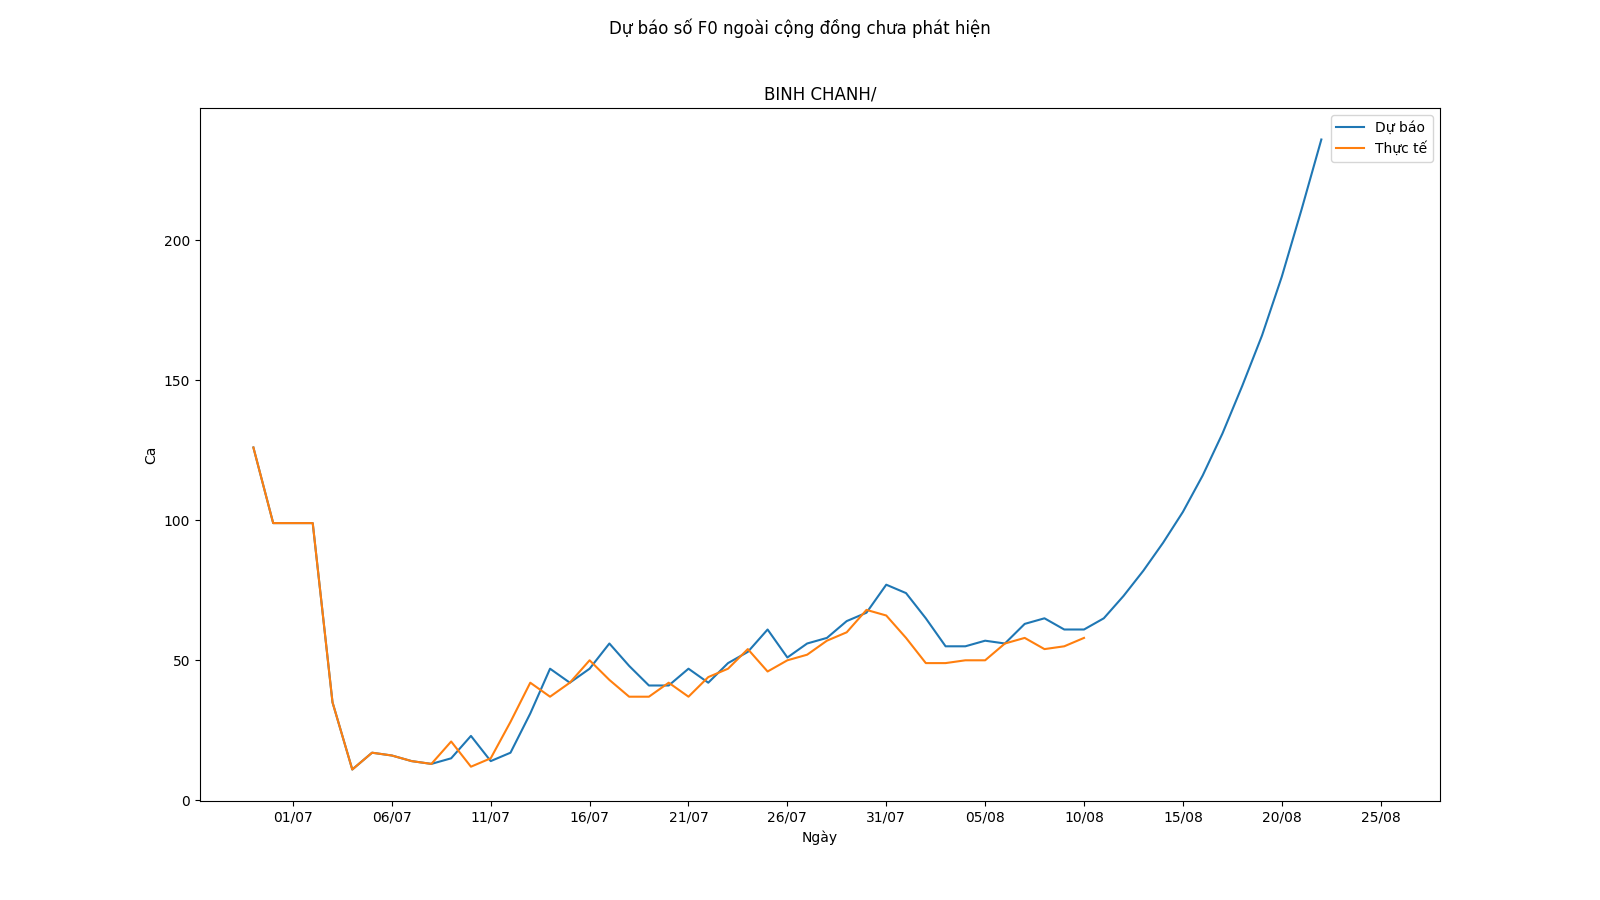 Dự báo số F0 ngoài cộng đồng chưa phát hiện
BINH CHANH/
Dự báo
Thực tế
200
150
Ca
100
50
0
01/07 06/07 11/07 16/07 21/07 26/07 31/07 05/08 10/08 15/08 20/08 25/08
Ngày